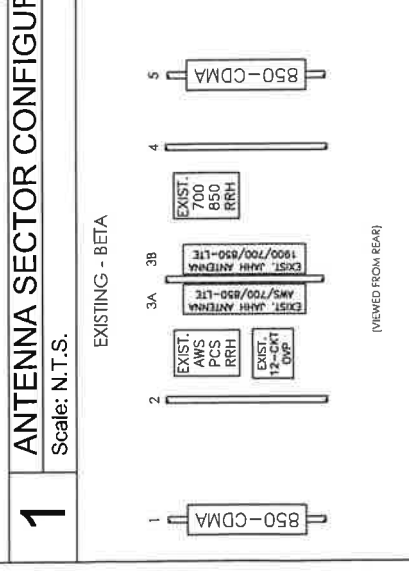 1
ANTENNA SECTOR CONFIGUR
Scale: N.T.S.
EXISTING - BETA
1
2
3A
3B
4
5
850-CDMA
EXIST.
AWS
PCS
RRH
EXIST.
12-CKT
OVP
EXIST. JAHH ANTENNA
AWS/700/850-LTE
EXIST. JAHH ANTENNA
1900/700/850-LTE
EXIST.
700
850
RRH
850-CDMA
(VIEWED FROM REAR)